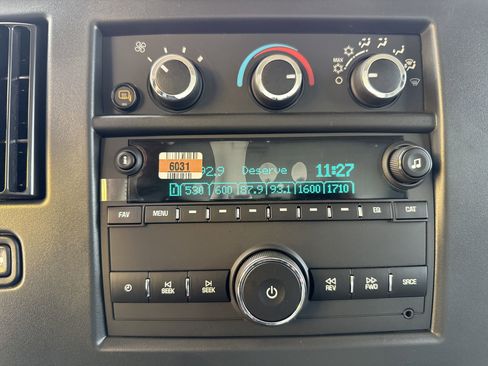 MAX
6031
92.9 Deserve 11:27
1 530 600 87.9 93.1 1600 1710
FAV MENU EQ CAT
SEEK SEEK REV FWD SRCE